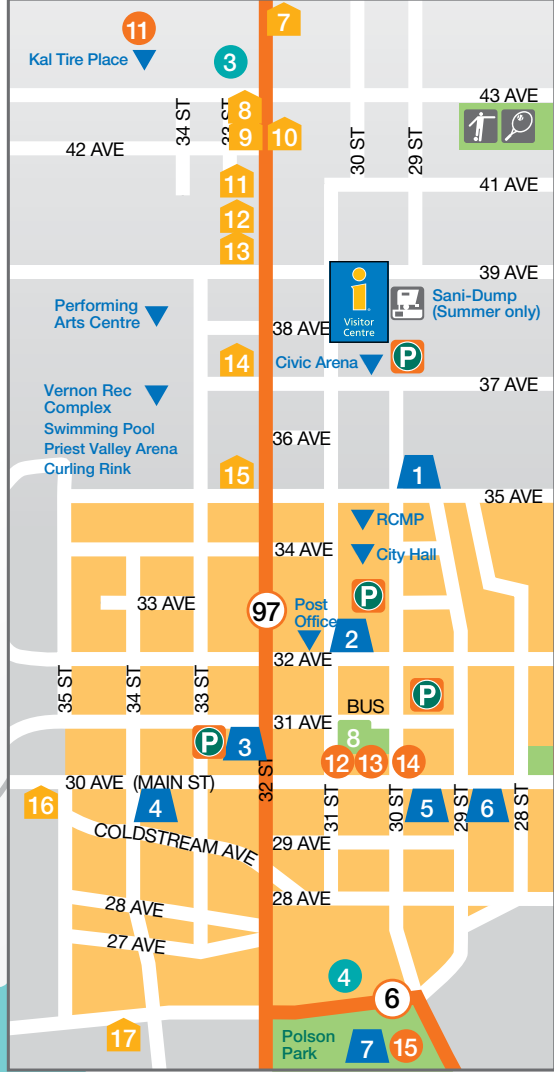 7
11
Kal Tire Place
3
43 AVE
34 ST
8
33 ST
9
10
30 ST
29 ST
42 AVE
11
41 AVE
12
13
39 AVE
i
Visitor
Centre
Sani-Dump
(Summer only)
Performing
Arts Centre
38 AVE
14
Civic Arena
P
37 AVE
Vernon Rec
Complex
Swimming Pool
Priest Valley Arena
Curling Rink
36 AVE
15
1
35 AVE
RCMP
34 AVE
City Hall
33 AVE
97
Post
Office
P
2
32 AVE
35 ST
34 ST
33 ST
P
BUS
31 AVE
P
3
8
12
13
14
32 ST
30 AVE (MAIN ST)
16
4
31 ST
30 ST
5
29 ST
6
28 ST
COLDSTREAM AVE
29 AVE
28 AVE
28 AVE
27 AVE
4
6
17
Polson
Park
7
15